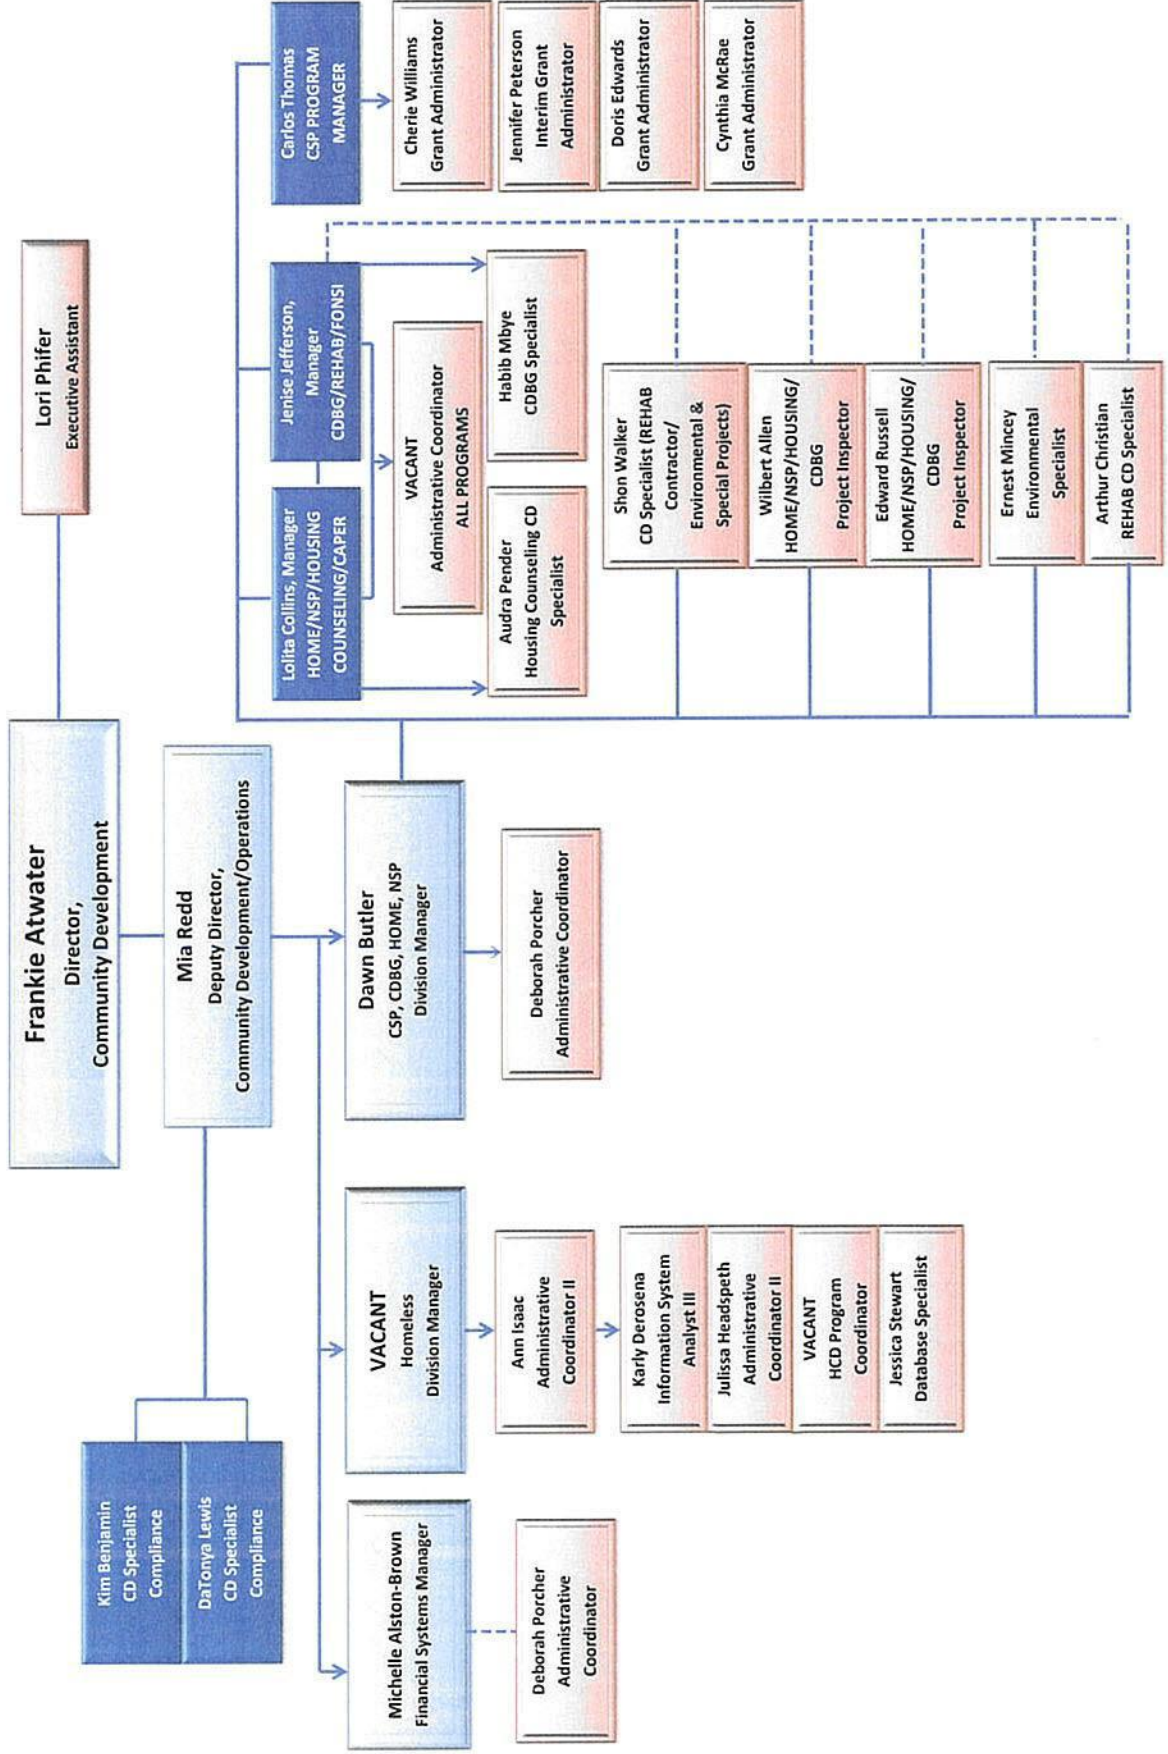 Frankie Atwater
Director,
Community Development
Lori Phifer
Executive Assistant
Mia Redd
Deputy Director,
Community Development/Operations
Kim Benjamin
CD Specialist
Compliance
DaTonya Lewis
CD Specialist
Compliance
Michelle Alston-Brown
Financial Systems Manager
Deborah Porcher
Administrative
Coordinator
VACANT
Homeless
Division Manager
Ann Isaac
Administrative
Coordinator II
Karly Derosena
Information System
Analyst III
Julissa Headspeth
Administrative
Coordinator II
VACANT
HCD Program
Coordinator
Jessica Stewart
Database Specialist
Dawn Butler
CSP, CDBG, HOME, NSP
Division Manager
Deborah Porcher
Administrative Coordinator
Lolita Collins, Manager
HOME/NSP/HOUSING
COUNSELING/CAPER
Jenise Jefferson,
Manager
CDBG/REHAB/FONSI
Carlos Thomas
CSP PROGRAM
MANAGER
VACANT
Administrative Coordinator
ALL PROGRAMS
Audra Pender
Housing Counseling CD
Specialist
Habib Mbye
CDBG Specialist
Shon Walker
CD Specialist (REHAB
Contractor/
Environmental &
Special Projects)
Wilbert Allen
HOME/NSP/HOUSING/
CDBG
Project Inspector
Edward Russell
HOME/NSP/HOUSING/
CDBG
Project Inspector
Ernest Mincey
Environmental
Specialist
Arthur Christian
REHAB CD Specialist
Cherie Williams
Grant Administrator
Jennifer Peterson
Interim Grant
Administrator
Doris Edwards
Grant Administrator
Cynthia McRae
Grant Administrator